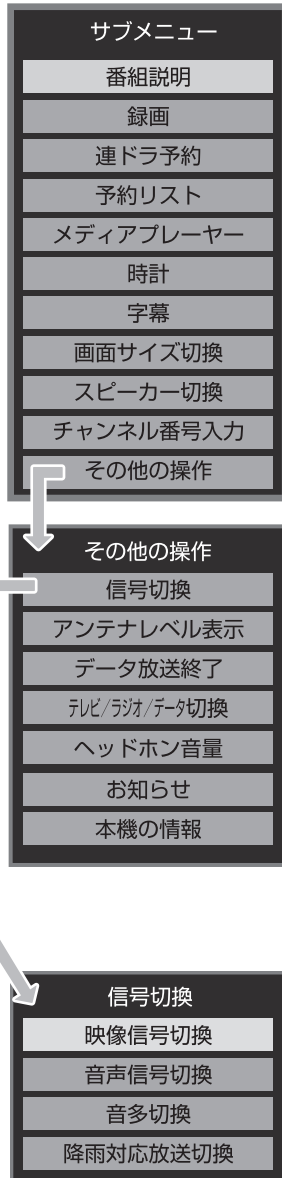 サブメニュー
番組説明
録画
連ドラ予約
予約リスト
メディアプレーヤー
時計
字幕
画面サイズ切換
スピーカー切換
チャンネル番号入力
その他の操作
その他の操作
信号切換
アンテナレベル表示
データ放送終了
テレビ/ラジオ/データ切換
ヘッドホン音量
お知らせ
本機の情報
信号切換
映像信号切換
音声信号切換
音多切換
降雨対応放送切換